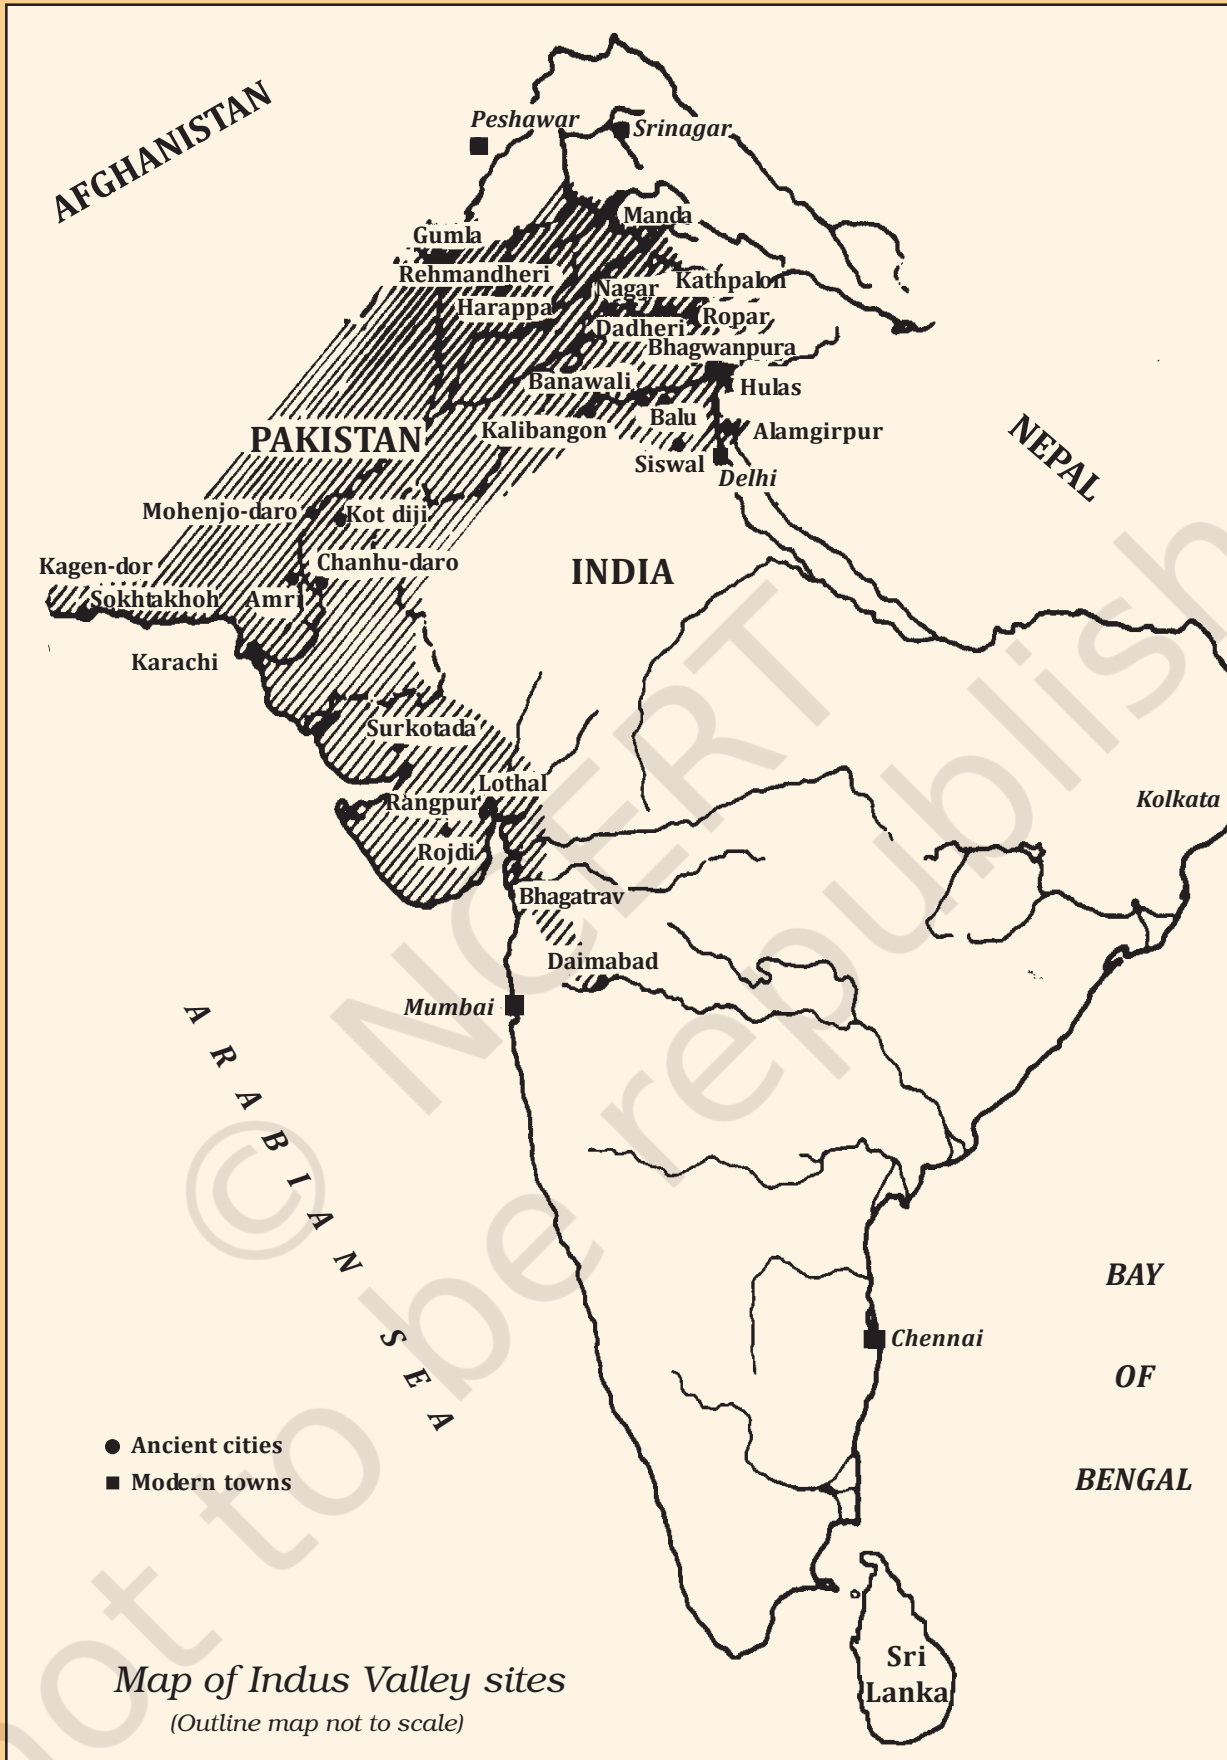 AFGHANISTAN
Peshawar
Srinagar
Manda
Gumla
Rehmandheri
Kathpalon
Nagar
Harappa
Ropar
Dadheri
Bhagwanpura
Banawali
Hulas
Balu
PAKISTAN
Kalibangon
Alamgirpur
NEPAL
Siswal
Delhi
Mohenjo-daro
Kot diji
Kagen-dor
Chanhu-daro
INDIA
Sokhtakhoh
Amri
Karachi
Surkotada
Lothal
Rangpur
Kolkata
Rojdi
Bhagatrav
Daimabad
Mumbai
ARABIAN SEA
BAY
OF
BENGAL
Chennai
Ancient cities
Modern towns
Sri
Lanka
Map of Indus Valley sites
(Outline map not to scale)
© NCERT
not to be republish